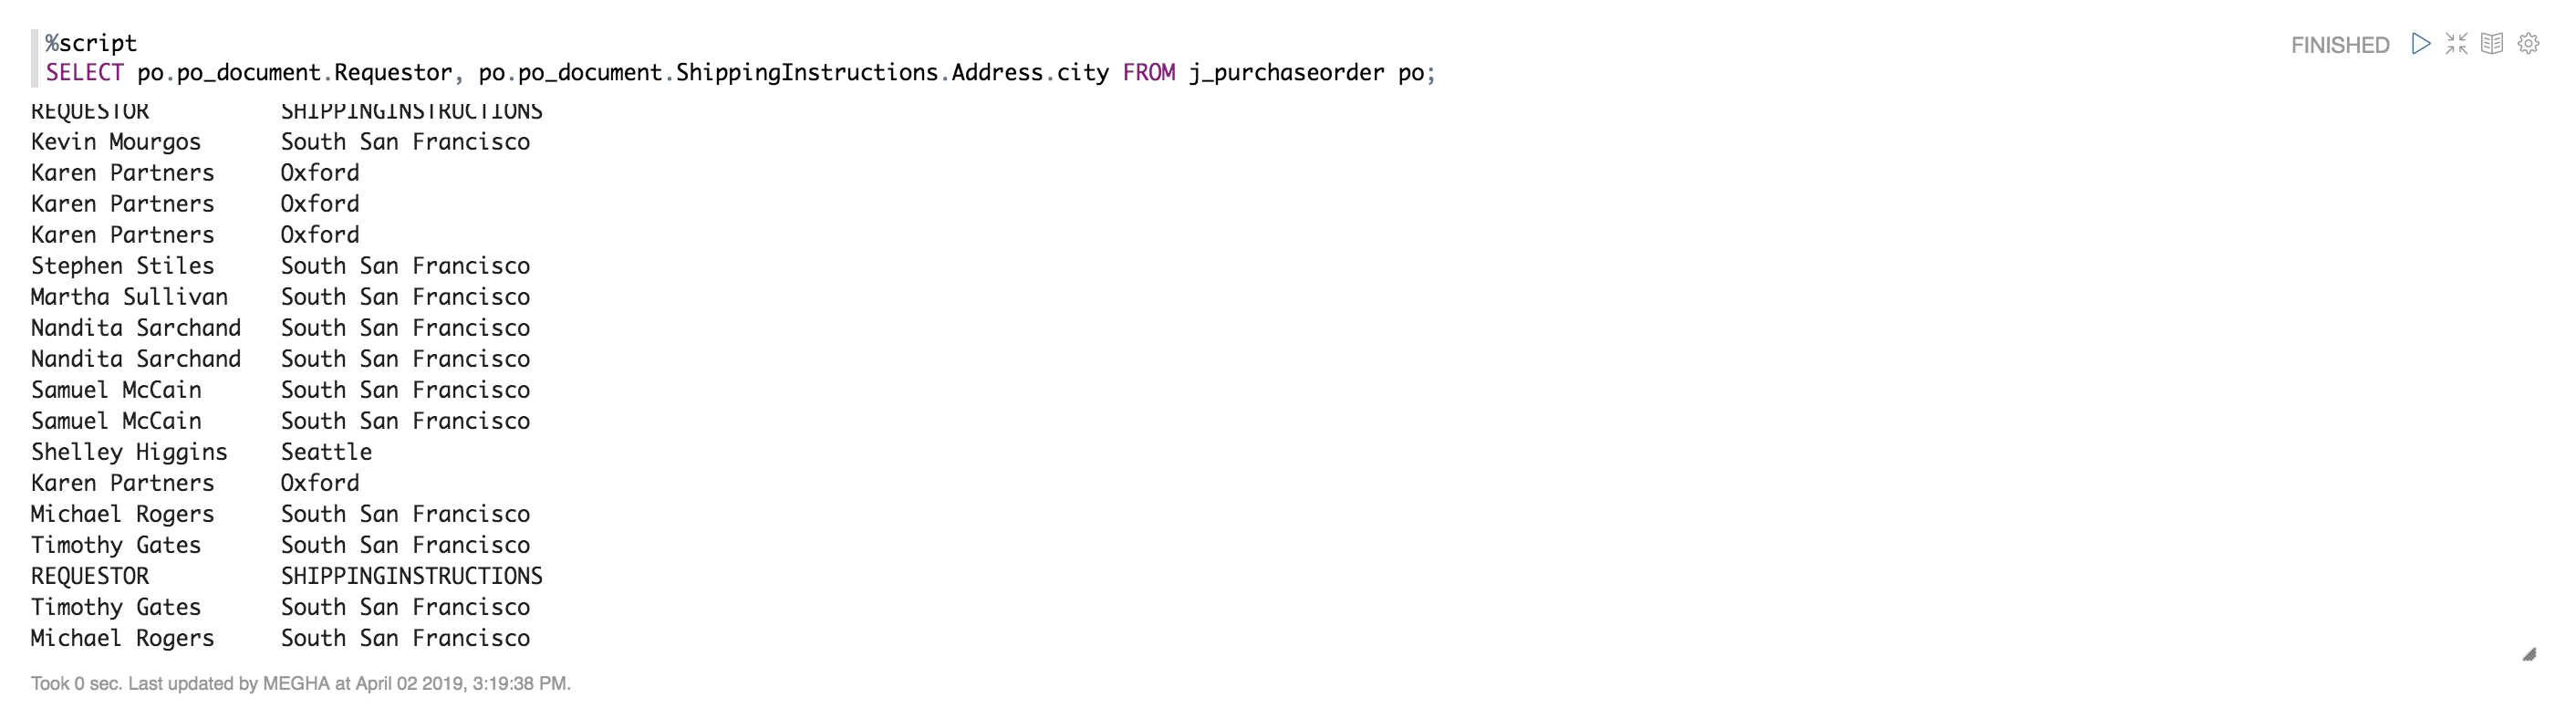 %script
FINISHED
SELECT po.po_document.Requestor, po.po_document.ShippingInstructions.Address.city FROM j_purchaseorder po;
REQUESTOR SHIPPINGINSTRUCTIONS
Kevin Mourgos South San Francisco
Karen Partners Oxford
Karen Partners Oxford
Karen Partners Oxford
Stephen Stiles South San Francisco
Martha Sullivan South San Francisco
Nandita Sarchand South San Francisco
Nandita Sarchand South San Francisco
Samuel McCain South San Francisco
Samuel McCain South San Francisco
Shelley Higgins Seattle
Karen Partners Oxford
Michael Rogers South San Francisco
Timothy Gates South San Francisco
REQUESTOR SHIPPINGINSTRUCTIONS
Timothy Gates South San Francisco
Michael Rogers South San Francisco
Took 0 sec. Last updated by MEGHA at April 02 2019, 3:19:38 PM.